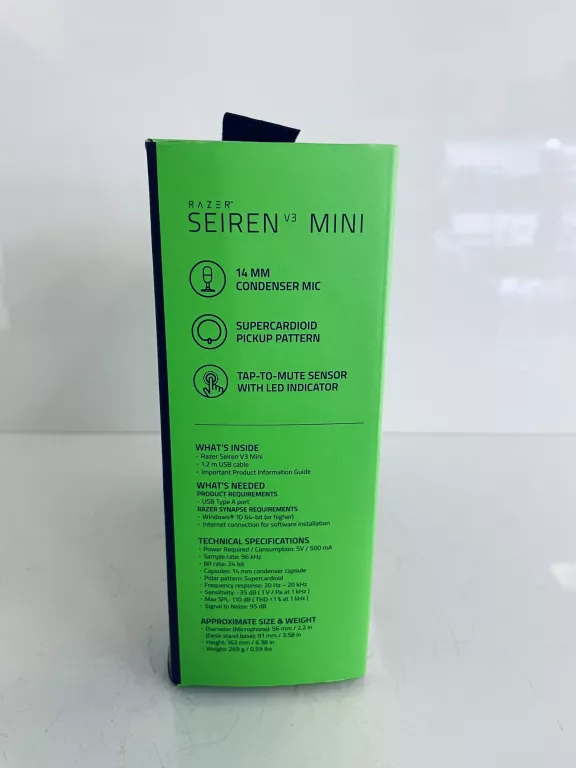 RAZER™
SEIREN V3 MINI
14 MM
CONDENSER MIC
SUPERCARDIOID
PICKUP PATTERN
TAP-TO-MUTE SENSOR
WITH LED INDICATOR
WHAT'S INSIDE
· Razer Seiren V3 Mini
· 1.2 m USB cable
· Important Product Information Guide
WHAT'S NEEDED
PRODUCT REQUIREMENTS
· USB Type A port
RAZER SYNAPSE REQUIREMENTS
· Windows® 10 64-bit (or higher)
· Internet connection for software installation
TECHNICAL SPECIFICATIONS
· Power Required / Consumption: 5V / 500 mA
· Sample rate: 96 kHz
· Bit rate: 24 bit
· Capsules: 14 mm condenser capsule
· Polar pattern: Supercardioid
· Frequency response: 20 Hz – 20 kHz
· Sensitivity: -35 dB ( 1 V / Pa at 1 kHz )
· Max SPL: 110 dB ( THD <1 % at 1 kHz )
· Signal to Noise: 95 dB
APPROXIMATE SIZE & WEIGHT
· Diameter (Microphone): 56 mm / 2.2 in
(Desk stand base): 91 mm / 3.58 in
· Height: 162 mm / 6.38 in
· Weight: 269 g / 0.59 lbs